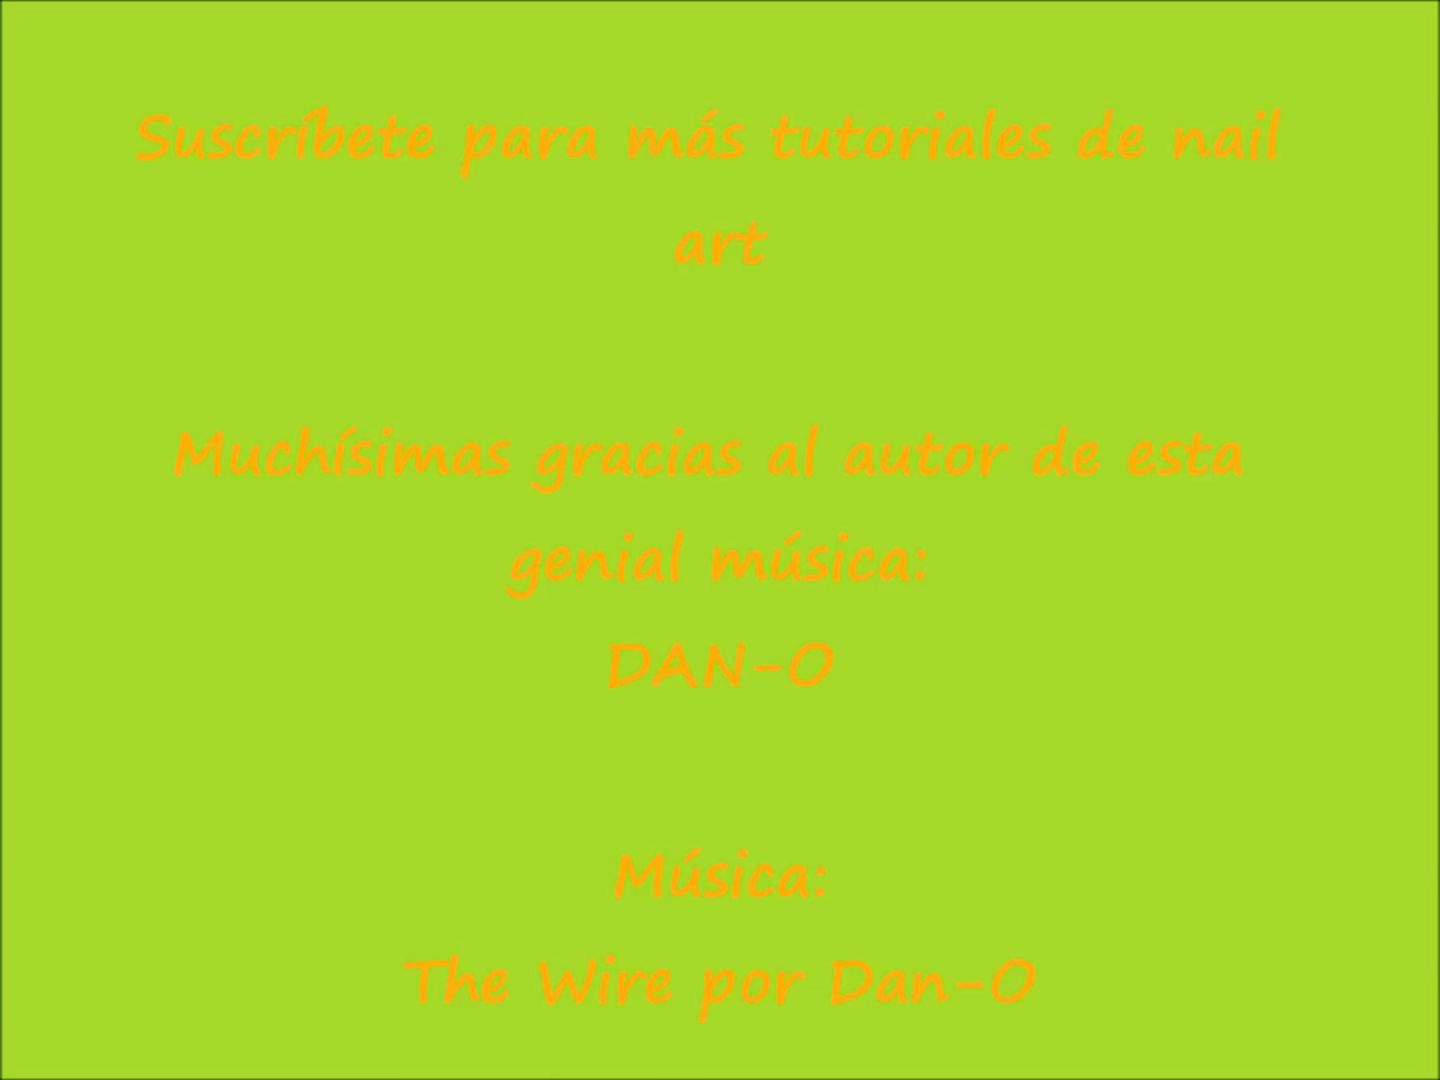 Suscríbete para más tutoriales de nail
art
Muchísimas gracias al autor de esta
genial música:
DAN-O
Música:
The Wire por Dan-O